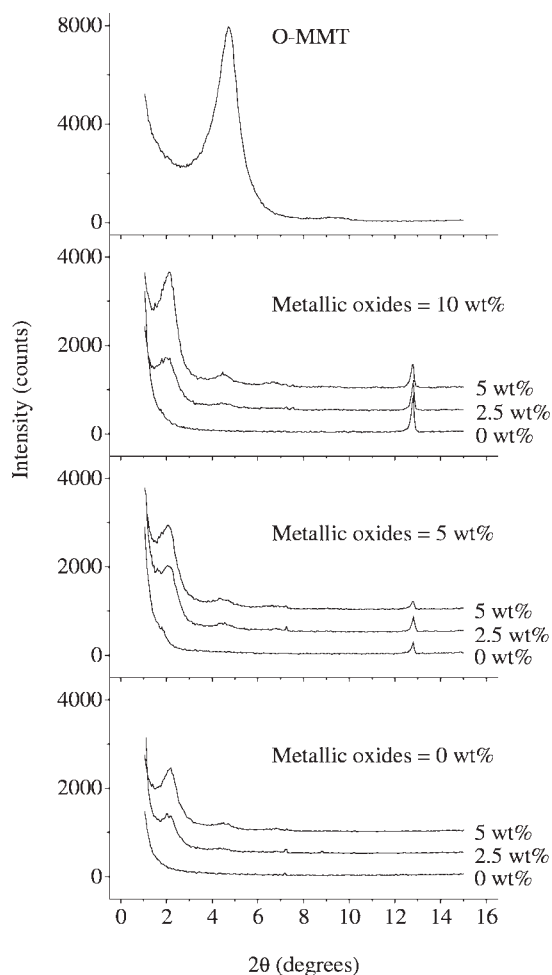 8000
O-MMT
4000
0
4000
Metallic oxides = 10 wt%
2000
5 wt%
2.5 wt%
0
0 wt%
Intensity (counts)
4000
Metallic oxides = 5 wt%
2000
5 wt%
2.5 wt%
0
0 wt%
4000
Metallic oxides = 0 wt%
2000
5 wt%
2.5 wt%
0
0 wt%
0 2 4 6 8 10 12 14 16
2θ (degrees)